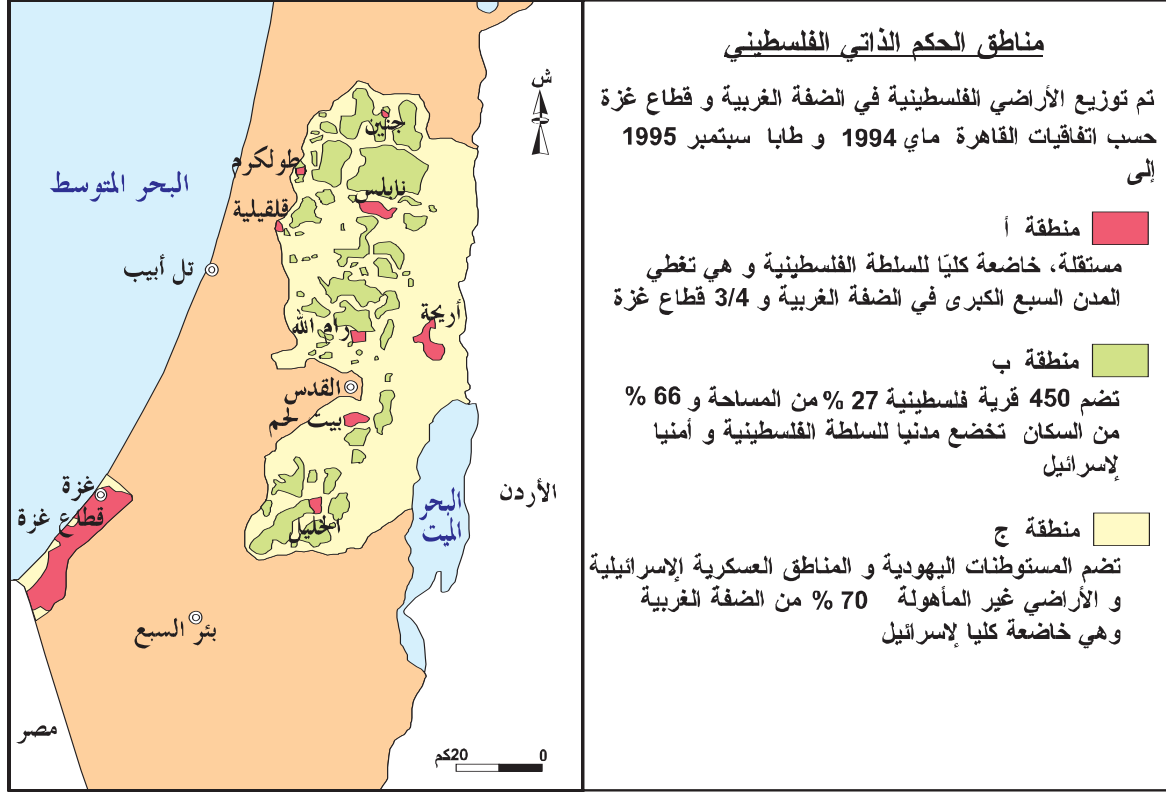 مناطق الحكم الذاتي الفلسطيني
تم توزيع الأراضي الفلسطينية في الضفة الغربية و قطاع غزة
حسب اتفاقيات القاهرة ماي 1994 و طابا سبتمبر 1995
إلى
منطقة أ
مستقلة، خاضعة كليّا للسلطة الفلسطينية و هي تغطي
المدن السبع الكبرى في الضفة الغربية و 3/4 قطاع غزة
منطقة ب
تضم 450 قرية فلسطينية 27 % من المساحة و 66 %
من السكان تخضع مدنيا للسلطة الفلسطينية و أمنيا
لإسرائيل
منطقة ج
تضم المستوطنات اليهودية و المناطق العسكرية الإسرائيلية
و الأراضي غير المأهولة 70 % من الضفة الغربية
وهي خاضعة كليا لإسرائيل
ش
جنين
طولكرم
البحر المتوسط
نابلس
قلقيلية
تل أبيب
أريحة
رام الله
القدس
بيت لحم
غزة
قطاع غزة
الخليل
البحر
الميت
الأردن
بئر السبع
مصر
0
20كم